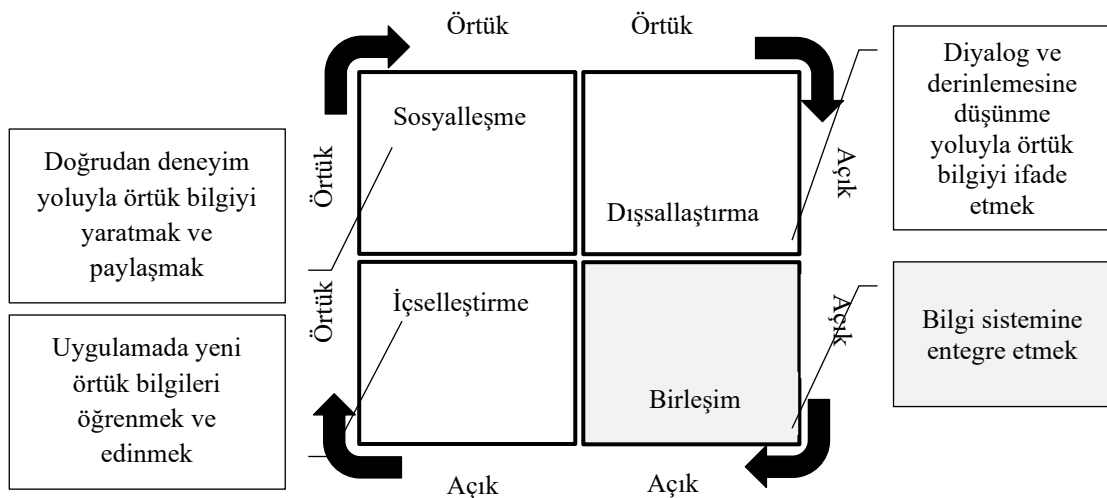 Örtük
Örtük
Diyalog ve
derinlemesine
düşünme
yoluyla örtük
bilgiyi ifade
etmek
Sosyalleşme
Örtük
Açık
Doğrudan deneyim
yoluyla örtük bilgiyi
yaratmak ve
paylaşmak
Dışsallaştırma
İçselleştirme
Örtük
Açık
Bilgi sistemine
entegre etmek
Uygulamada yeni
örtük bilgileri
öğrenmek ve
edinmek
Birleşim
Açık
Açık